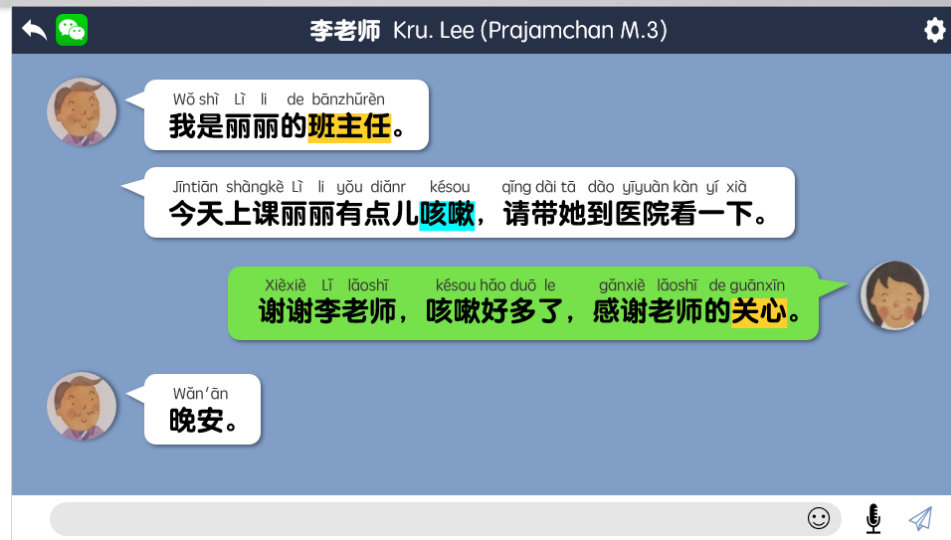 李老师 Kru. Lee (Prajamchan M.3)
Wǒ shì Lì li de bānzhǔrèn
我是丽丽的班主任。
Jīntiān shàngkè Lì li yǒu diǎnr késou qǐng dài tā dào yīyuàn kàn yí xià
今天上课丽丽有点儿咳嗽，请带她到医院看一下。
Xièxiè Lǐ lǎoshī késou hǎo duō le gǎnxiè lǎoshī de guānxīn
谢谢李老师，咳嗽好多了，感谢老师的关心。
Wǎn'ān
晚安。